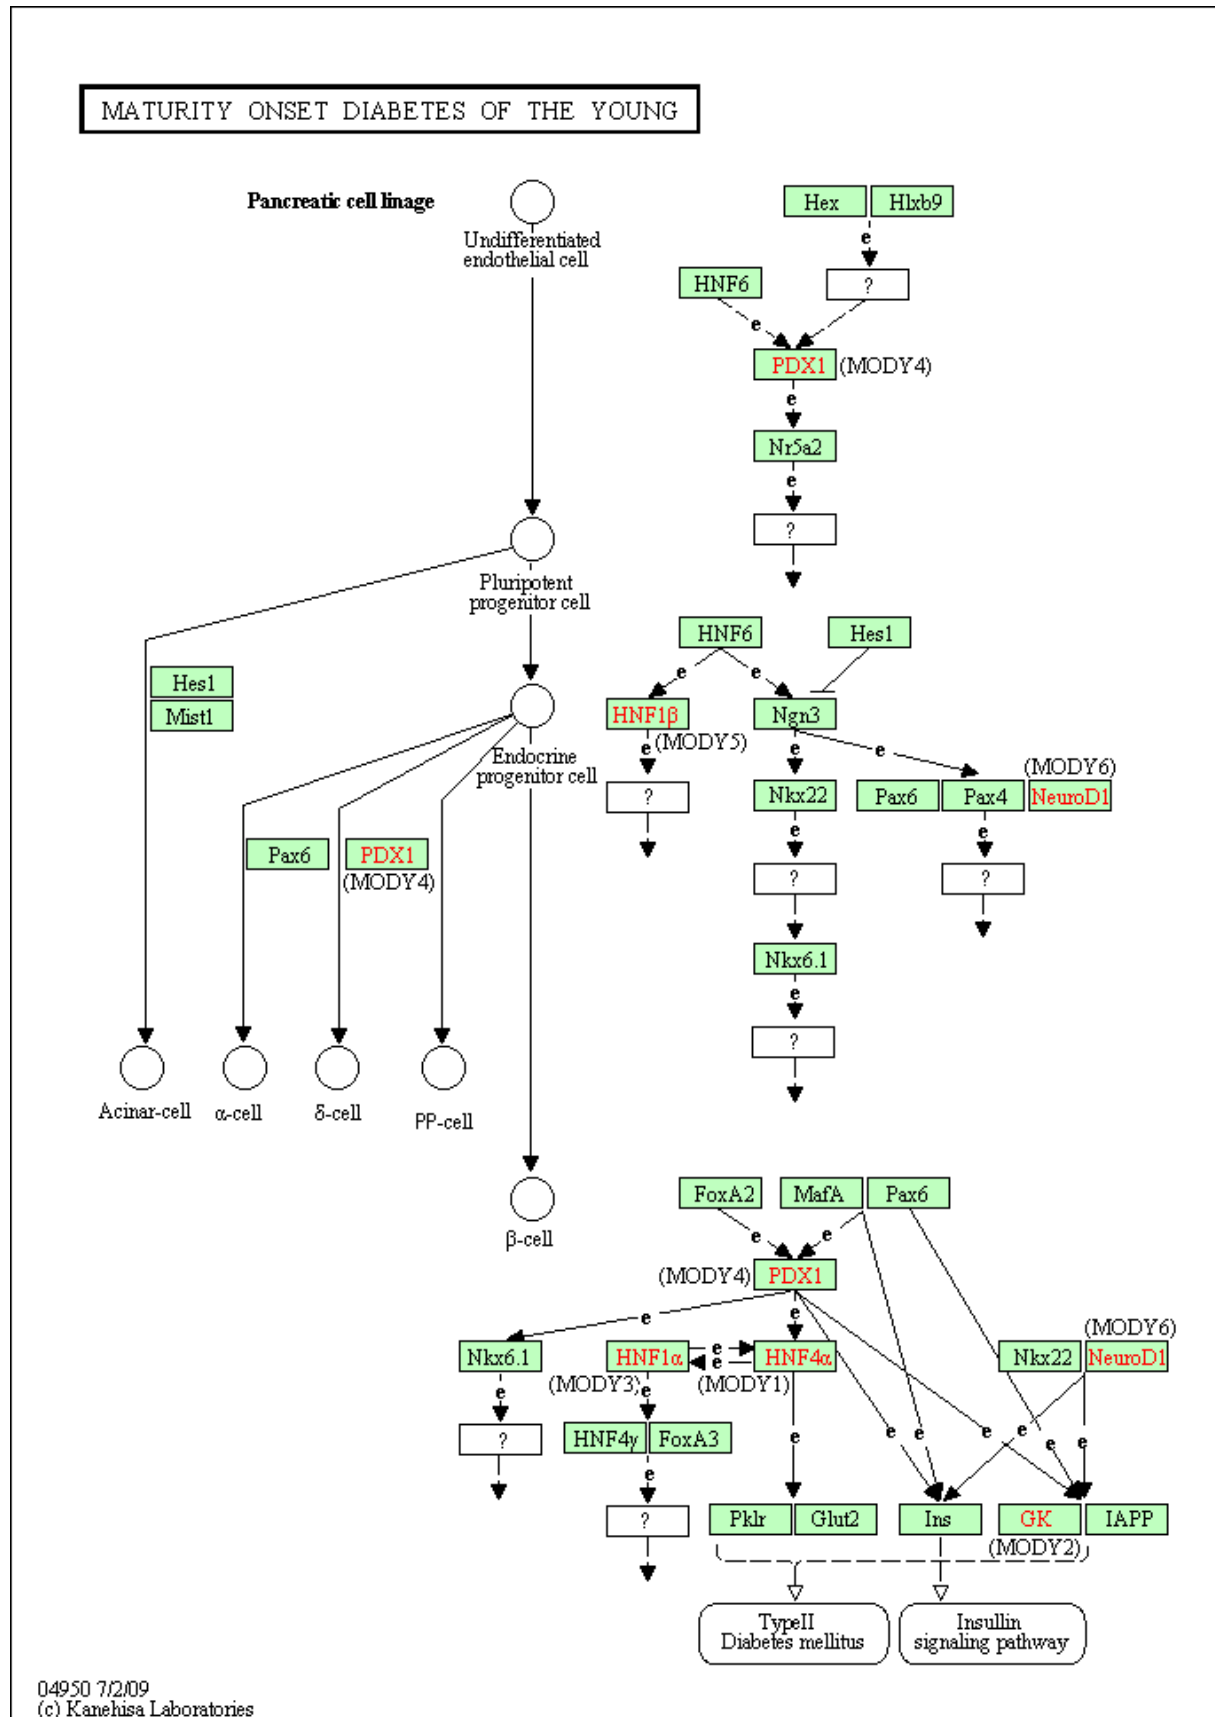 MATURITY ONSET DIABETES OF THE YOUNG
Pancreatic cell linage
Undifferentiated
endothelial cell
Hex
Hlxb9
e
HNF6
?
e
PDX1
(MODY4)
e
Nr5a2
e
?
Pluripotent
progenitor cell
HNF6
Hes1
e
e
Hes1
Mist1
HNF1β
(MODY5)
Ngn3
e
e
e
Endocrine
progenitor cell
(MODY6)
?
Nkx22
Pax6
Pax4
NeuroD1
e
e
Pax6
PDX1
(MODY4)
?
?
Nkx6.1
e
?
Acinar-cell
α-cell
δ-cell
PP-cell
β-cell
FoxA2
MafA
Pax6
e
e
e
(MODY4)
PDX1
e
e
(MODY6)
Nkx6.1
HNF1α
e
e
HNF4α
Nkx22
NeuroD1
(MODY3)
(MODY1)
e
e
?
HNF4γ
FoxA3
e
e
e
e
e
e
e
e
?
Pklr
Glut2
Ins
GK
IAPP
(MODY2)
TypeII
Diabetes mellitus
Insullin
signaling pathway
04950 7/2/09
(c) Kanehisa Laboratories